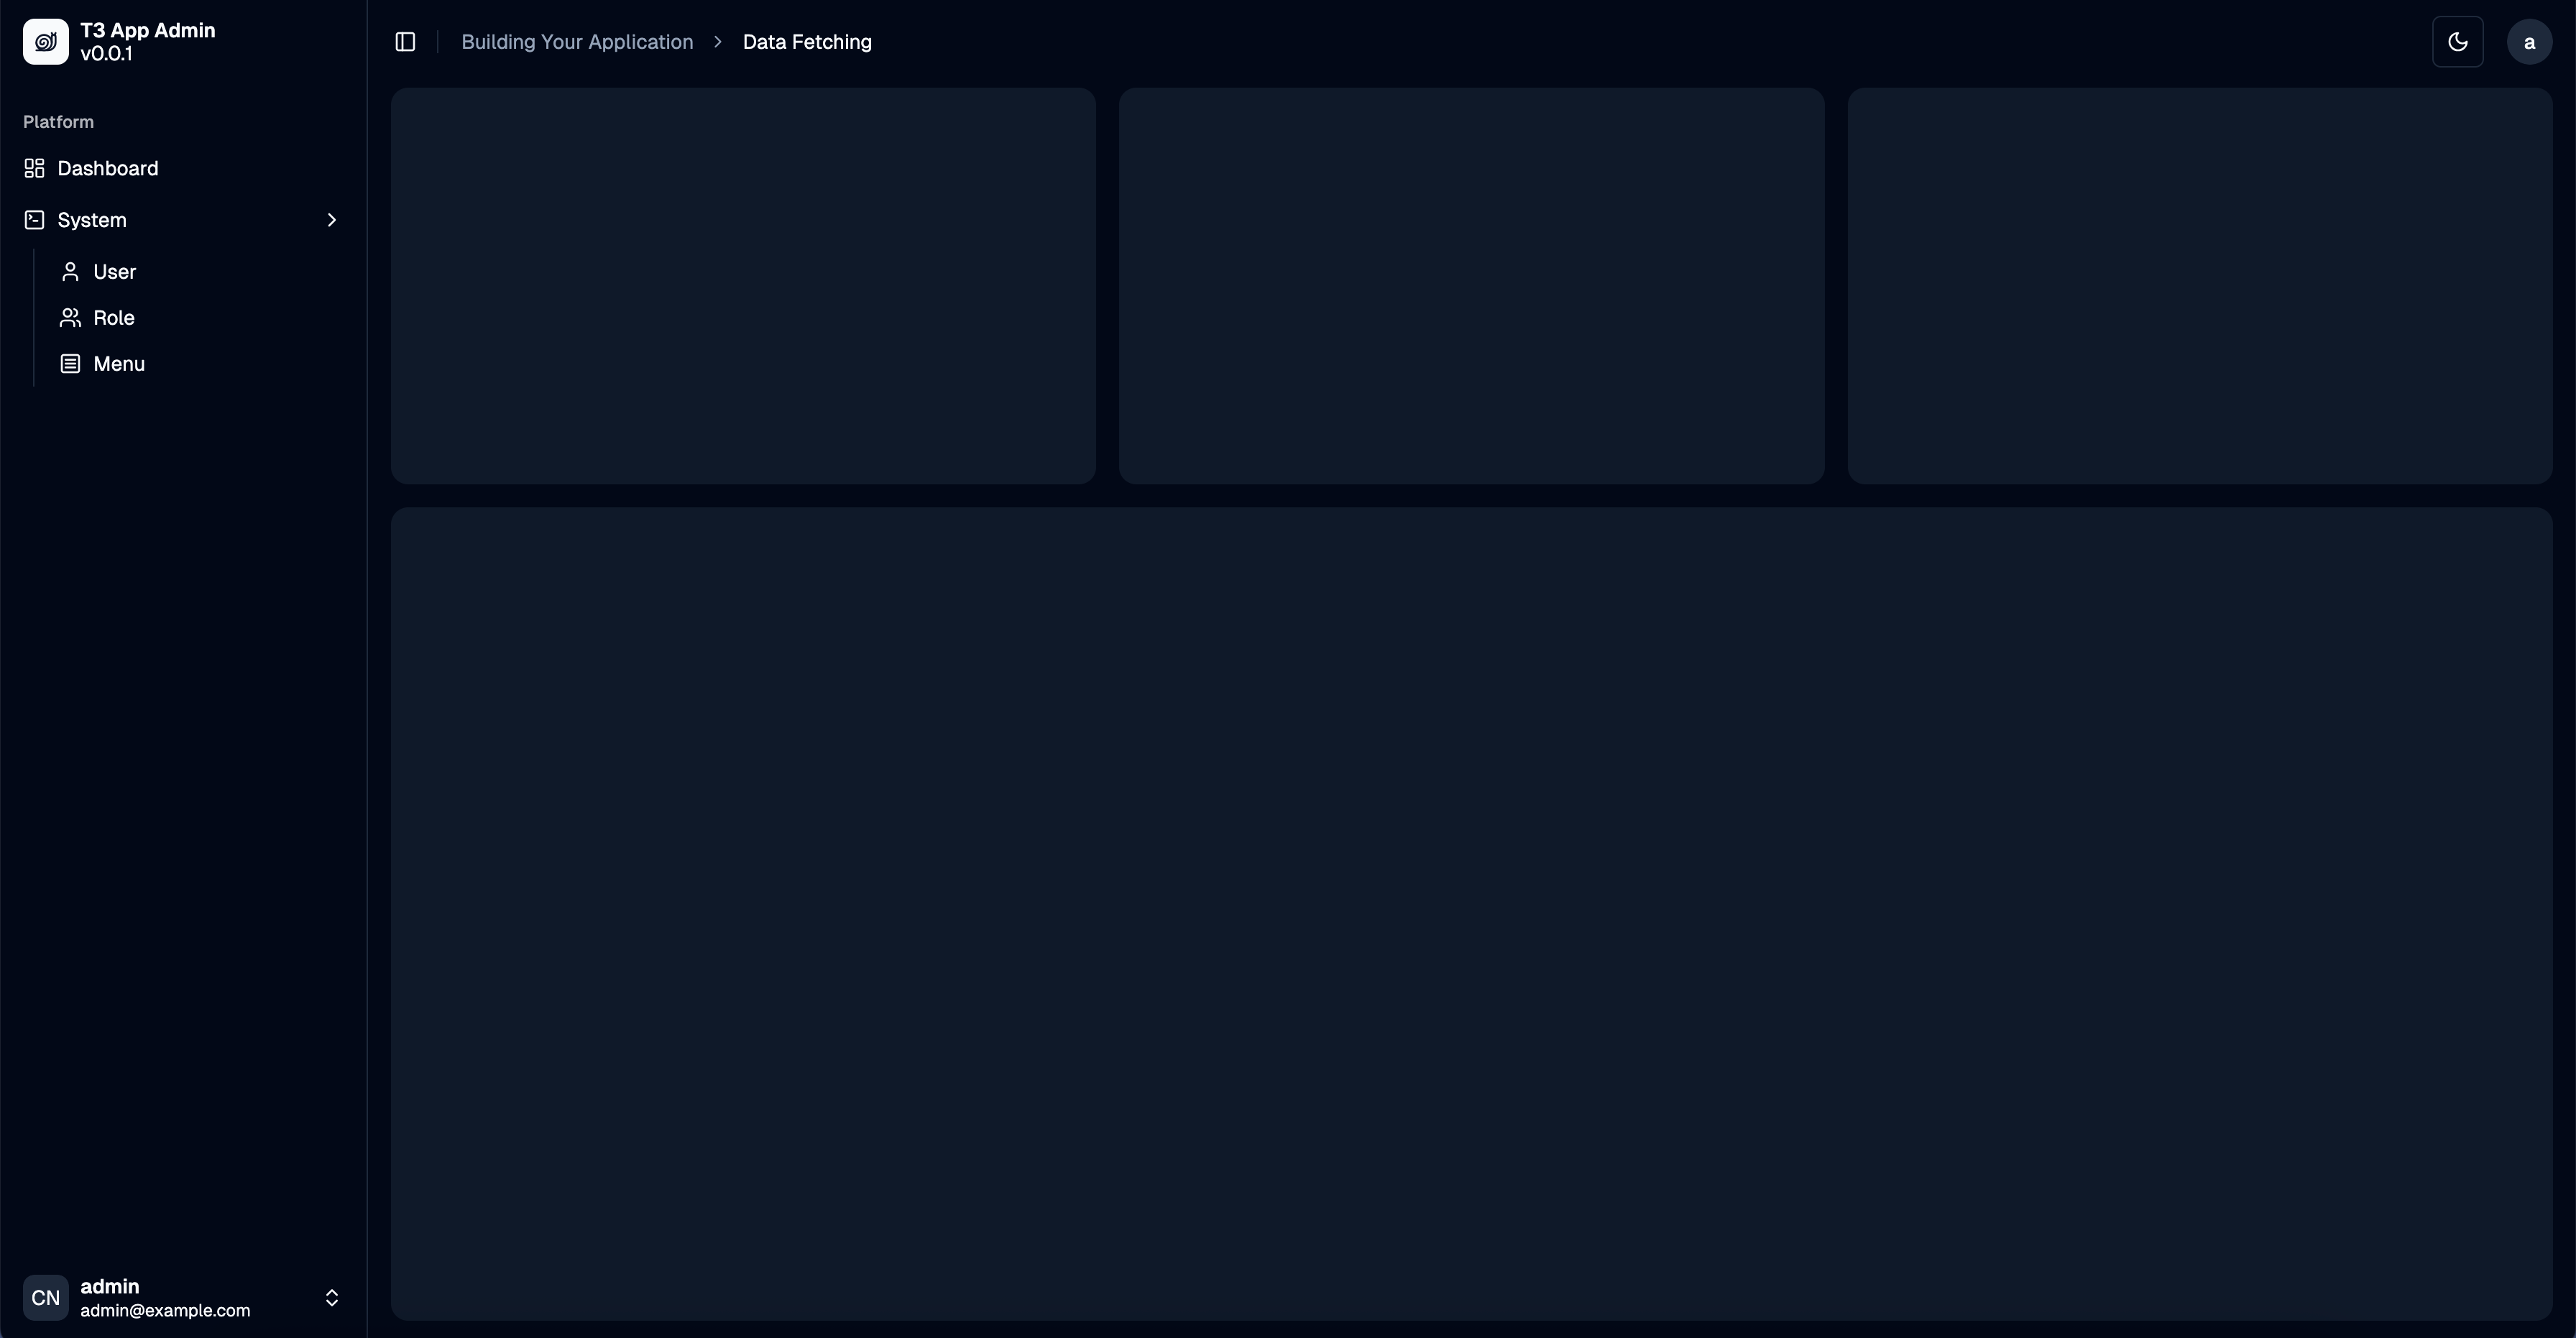 T3 App Admin
v0.0.1
Platform
Dashboard
System
User
Role
Menu
CN
admin
admin@example.com
Building Your Application
Data Fetching
a